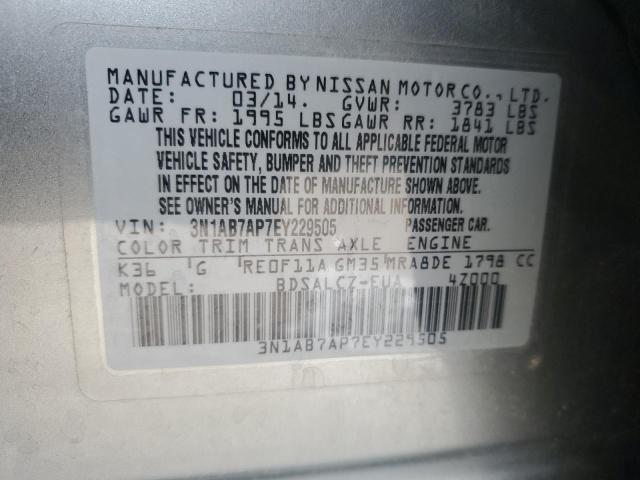 MANUFACTURED BY NISSAN MOTOR CO., LTD.
DATE: 03/14. GVWR: 3783 LBS
GAWR FR: 1995 LBS GAWR RR: 1841 LBS
THIS VEHICLE CONFORMS TO ALL APPLICABLE FEDERAL MOTOR
VEHICLE SAFETY, BUMPER AND THEFT PREVENTION STANDARDS
IN EFFECT ON THE DATE OF MANUFACTURE SHOWN ABOVE.
SEE OWNER'S MANUAL FOR ADDITIONAL INFORMATION.
VIN: 3N1AB7AP7EY229505 PASSENGER CAR.
COLOR TRIM TRANS AXLE ENGINE
K36 G RE0F11A GM35 MRA8DE 1798 CC
MODEL: BDSALCZ-EUA 4Z000
3N1AB7AP7EY229505